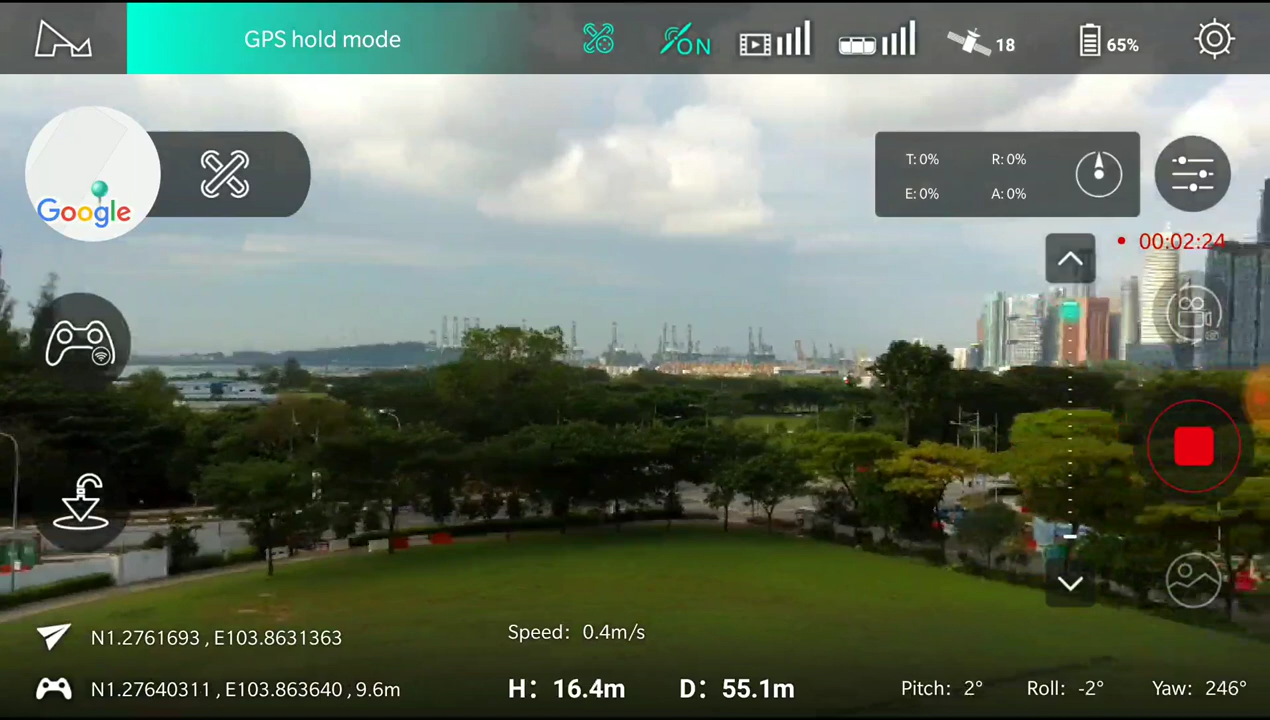 GPS hold mode
ON
18
65%
Google
T: 0%
R: 0%
E: 0%
A: 0%
00:02:24
N1.2761693 , E103.8631363
Speed: 0.4m/s
N1.27640311 , E103.863640 , 9.6m
H: 16.4m
D: 55.1m
Pitch: 2°
Roll: -2°
Yaw: 246°